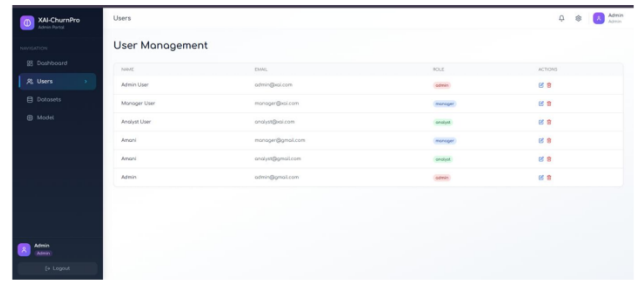 XAI-ChurnPro
Admin Portal
Users
Admin
Admin
NAVIGATION
Dashboard
Users
Datasets
Model
User Management
NAME EMAIL ROLE ACTIONS
Admin User admin@xai.com admin
Manager User manager@xai.com manager
Analyst User analyst@xai.com analyst
Amani manager@gmail.com manager
Amani analyst@gmail.com analyst
Admin admin@gmail.com admin
A
Admin
Admin
Logout